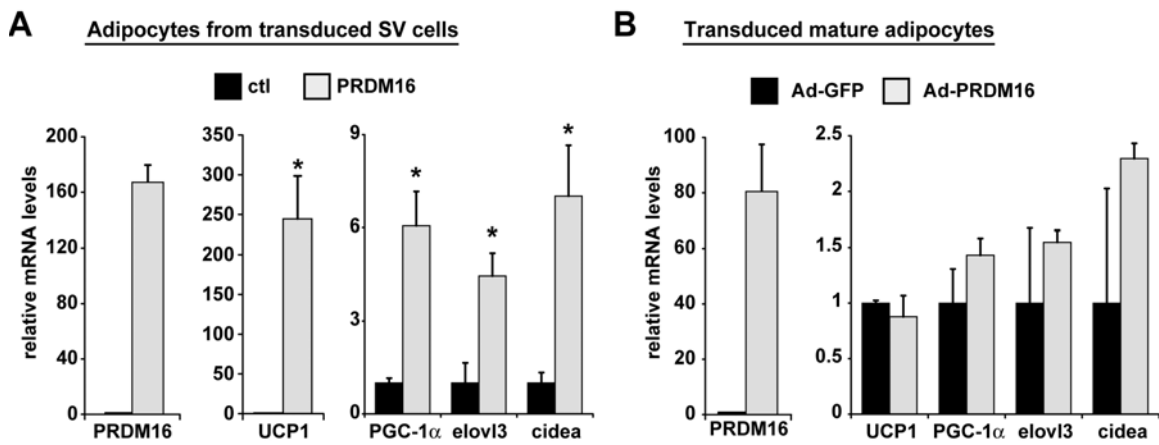 A Adipocytes from transduced SV cells
ctl PRDM16
relative mRNA levels
200
160
120
80
40
0
PRDM16
350
300
250
200
150
100
50
0
UCP1
9
6
3
0
* * * *
PGC-1α elovl3 cidea
B Transduced mature adipocytes
Ad-GFP Ad-PRDM16
relative mRNA levels
100
80
60
40
20
0
PRDM16
2.5
2
1.5
1
0.5
0
UCP1 PGC-1α elovl3 cidea